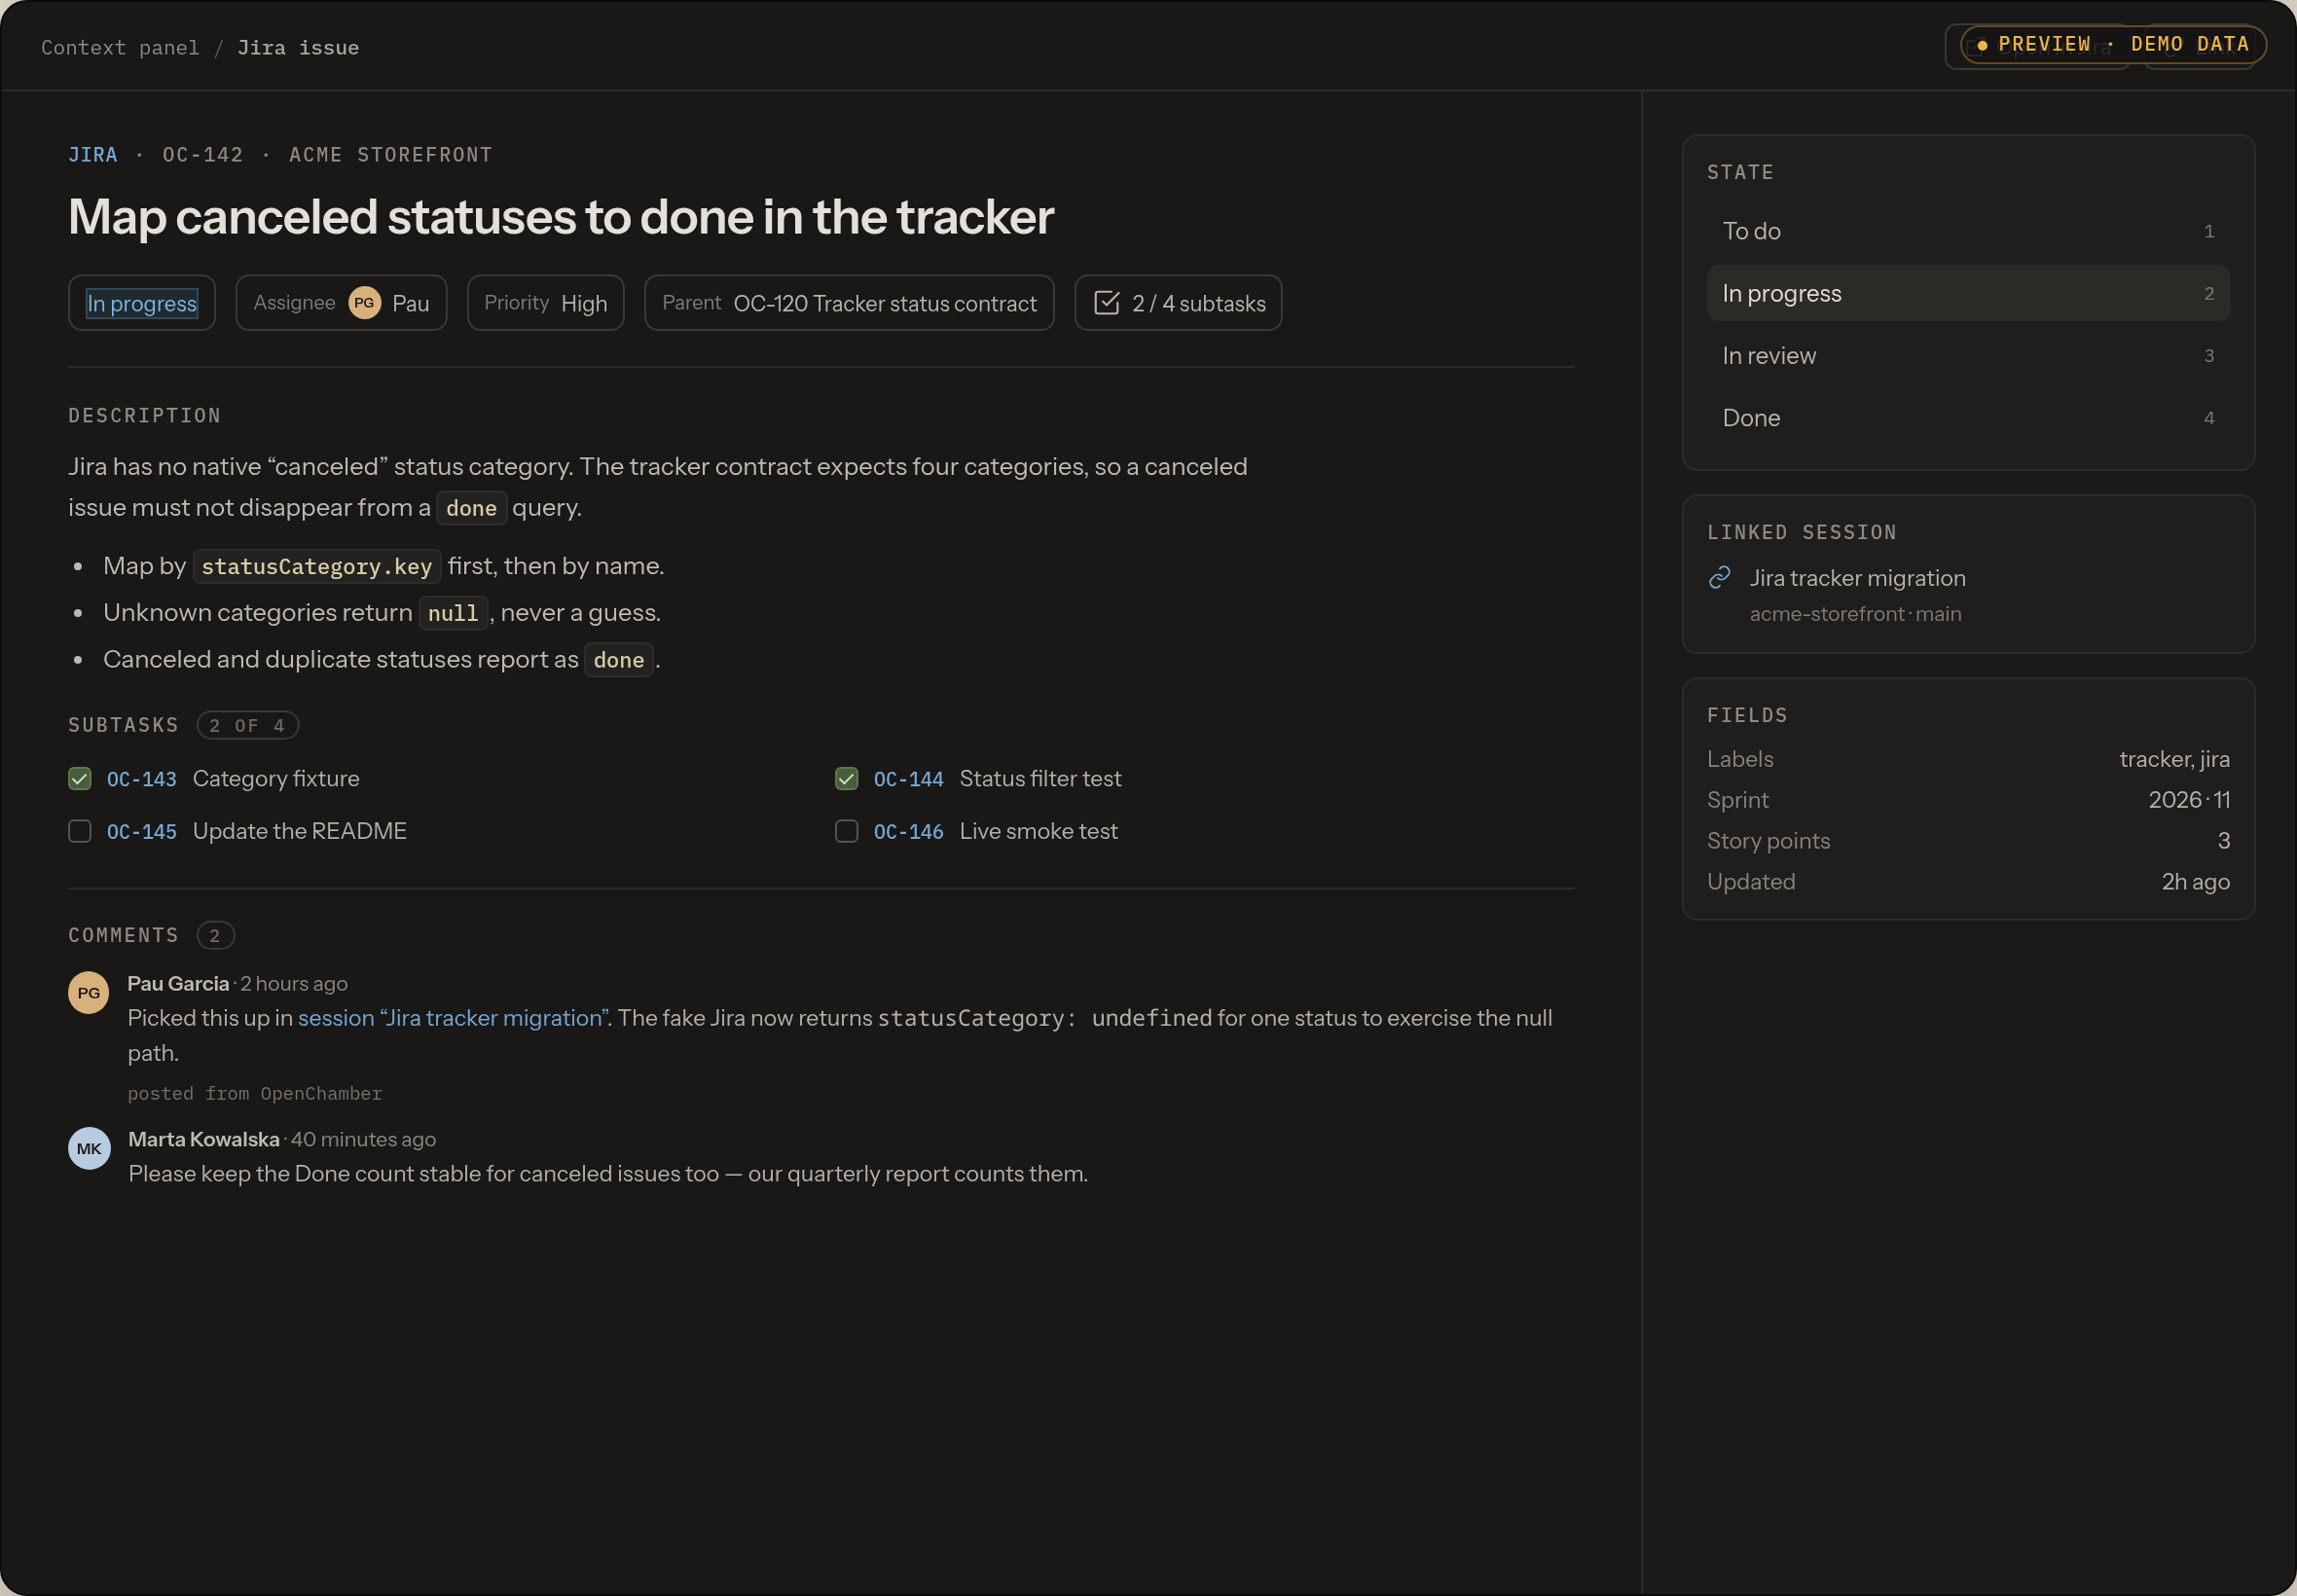 Context panel / Jira issue
PREVIEW · DEMO DATA
JIRA · OC-142 · ACME STOREFRONT
Map canceled statuses to done in the tracker
In progress
Assignee PG Pau
Priority High
Parent OC-120 Tracker status contract
2 / 4 subtasks
DESCRIPTION
Jira has no native “canceled” status category. The tracker contract expects four categories, so a canceled
issue must not disappear from a done query.
• Map by statusCategory.key first, then by name.
• Unknown categories return null, never a guess.
• Canceled and duplicate statuses report as done.
SUBTASKS 2 OF 4
OC-143 Category fixture
OC-144 Status filter test
OC-145 Update the README
OC-146 Live smoke test
COMMENTS 2
PG Pau Garcia · 2 hours ago
Picked this up in session “Jira tracker migration”. The fake Jira now returns statusCategory: undefined for one status to exercise the null
path.
posted from OpenChamber
MK Marta Kowalska · 40 minutes ago
Please keep the Done count stable for canceled issues too — our quarterly report counts them.
STATE
To do 1
In progress 2
In review 3
Done 4
LINKED SESSION
Jira tracker migration
acme-storefront · main
FIELDS
Labels tracker, jira
Sprint 2026 · 11
Story points 3
Updated 2h ago